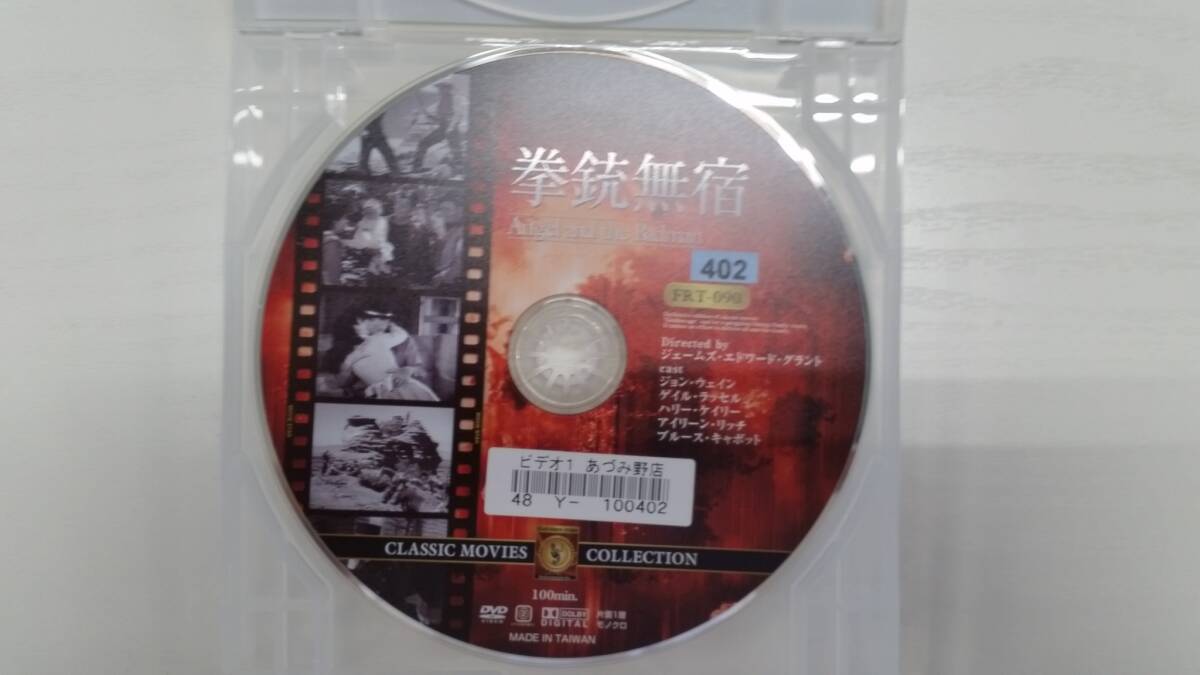 拳銃無宿
Angel and the Badman
402
FRT-090
Directed by
ジェームズ・エドワード・グラント
cast
ジョン・ウェイン
ゲイル・ラッセル
ハリー・ケイリー
アイリーン・リッチ
ブルース・キャボット
ビデオ1 あづみ野店
48 Y- 100402
CLASSIC MOVIES COLLECTION
100min.
DVD
VIDEO
DOLBY
DIGITAL
片面1層
モノクロ
MADE IN TAIWAN